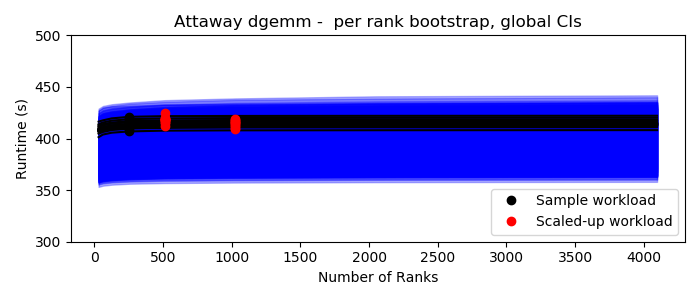 Attaway dgemm -  per rank bootstrap, global CIs
Runtime (s)
500
450
400
350
300
Sample workload
Scaled-up workload
0 500 1000 1500 2000 2500 3000 3500 4000
Number of Ranks